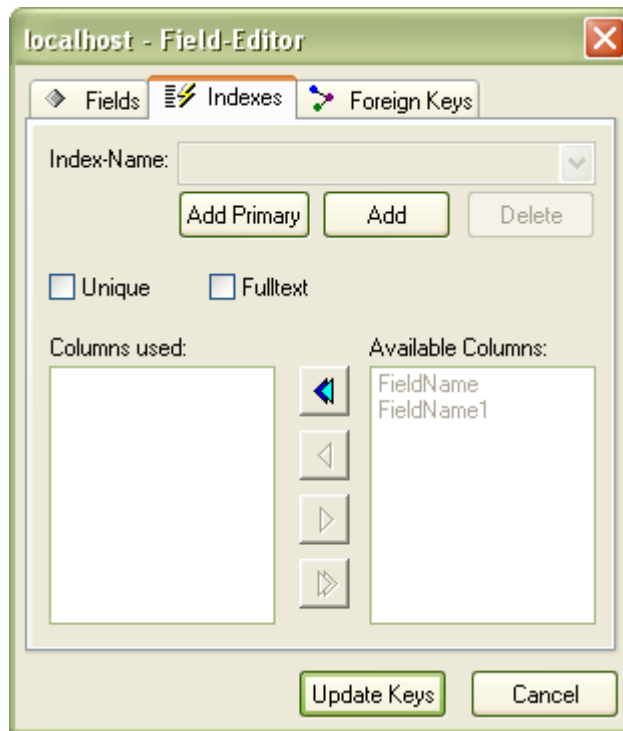 localhost - Field-Editor
Fields Indexes Foreign Keys
Index-Name:
Add Primary Add Delete
Unique Fulltext
Columns used: Available Columns:
FieldName
FieldName1
Update Keys Cancel